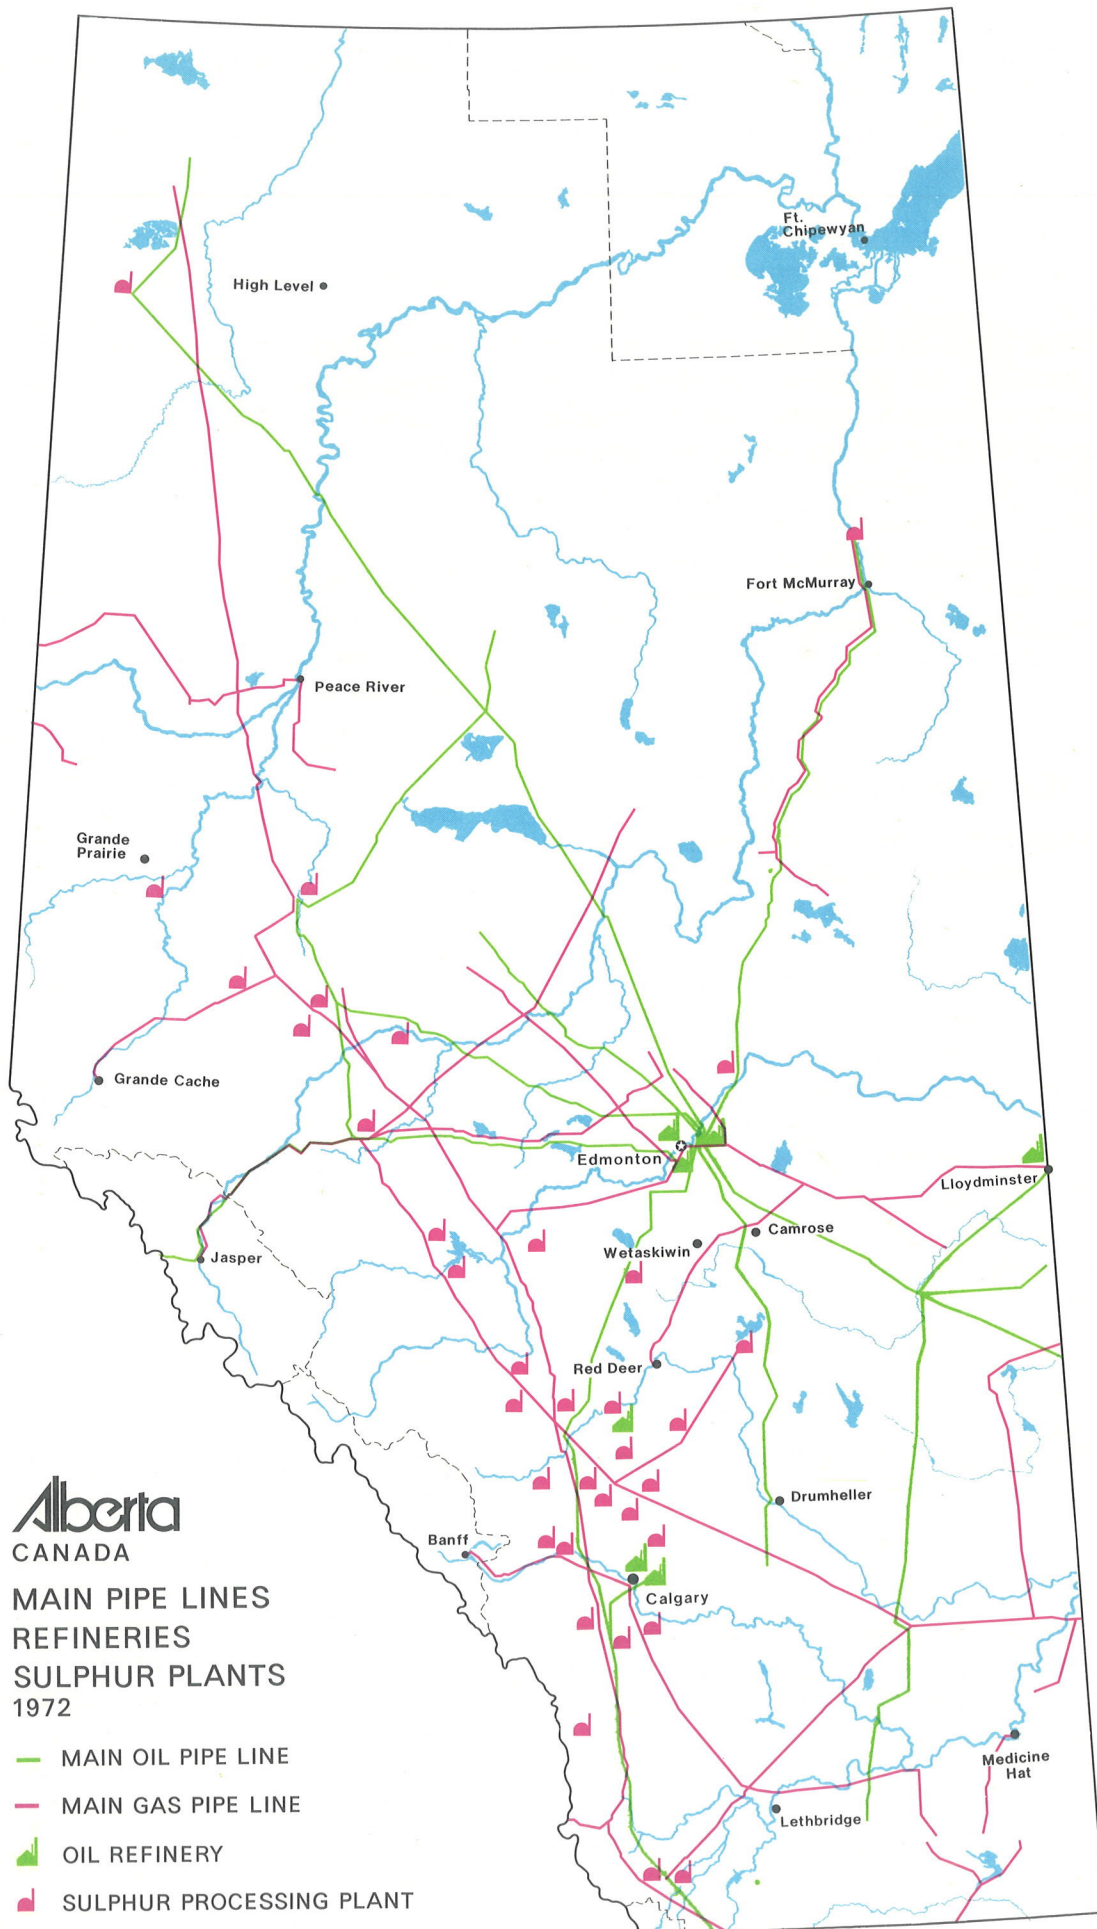 Ft.
Chipewyan
High Level
Fort McMurray
Peace River
Grande
Prairie
Grande Cache
Edmonton
Lloydminster
Jasper
Camrose
Wetaskiwin
Red Deer
Drumheller
Banff
Calgary
Medicine
Hat
Lethbridge
Alberta
CANADA
MAIN PIPE LINES
REFINERIES
SULPHUR PLANTS
1972
MAIN OIL PIPE LINE
MAIN GAS PIPE LINE
OIL REFINERY
SULPHUR PROCESSING PLANT